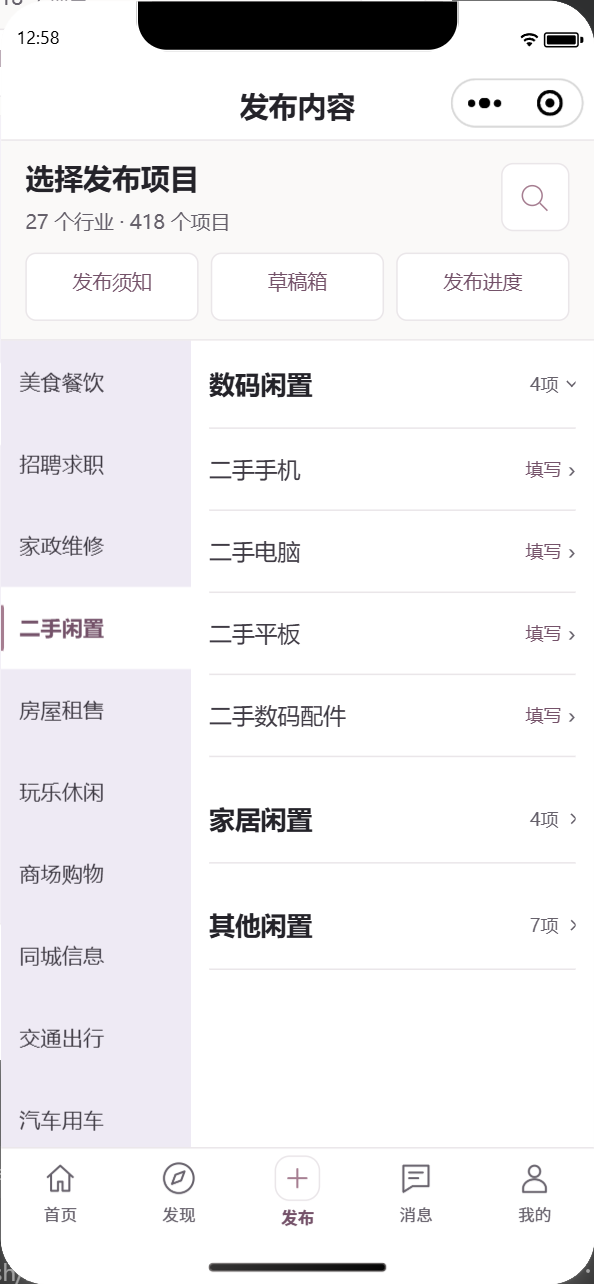 12:58
发布内容
选择发布项目
27 个行业 · 418 个项目
发布须知
草稿箱
发布进度
美食餐饮
招聘求职
家政维修
二手闲置
房屋租售
玩乐休闲
商场购物
同城信息
交通出行
汽车用车
数码闲置 4项
二手手机 填写
二手电脑 填写
二手平板 填写
二手数码配件 填写
家居闲置 4项
其他闲置 7项
首页
发现
发布
消息
我的